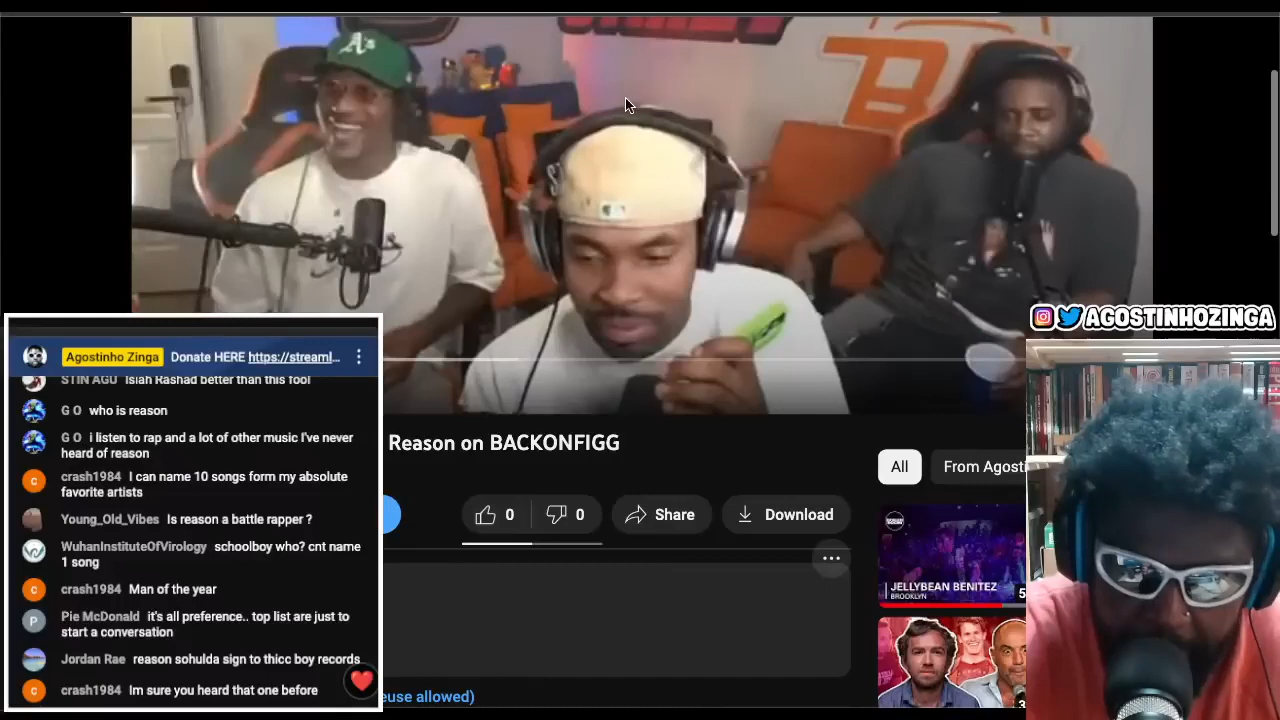 A's
B
Agostinho Zinga Donate HERE https://streaml...
STIN AGU Isiah Rashad better than this fool
G O who is reason
G O i listen to rap and a lot of other music I've never
heard of reason
crash1984 I can name 10 songs form my absolute
favorite artists
Young_Old_Vibes Is reason a battle rapper ?
WuhanInstituteOfVirology schoolboy who? cnt name
1 song
crash1984 Man of the year
Pie McDonald it's all preference.. top list are just to
start a conversation
Jordan Rae reason sohulda sign to thicc boy records
crash1984 Im sure you heard that one before
Reason on BACKONFIGG
0
0
Share
Download
euse allowed)
All
From Agosti
JELLYBEAN BENITEZ
BROOKLYN
5
3
AGOSTINHOZINGA